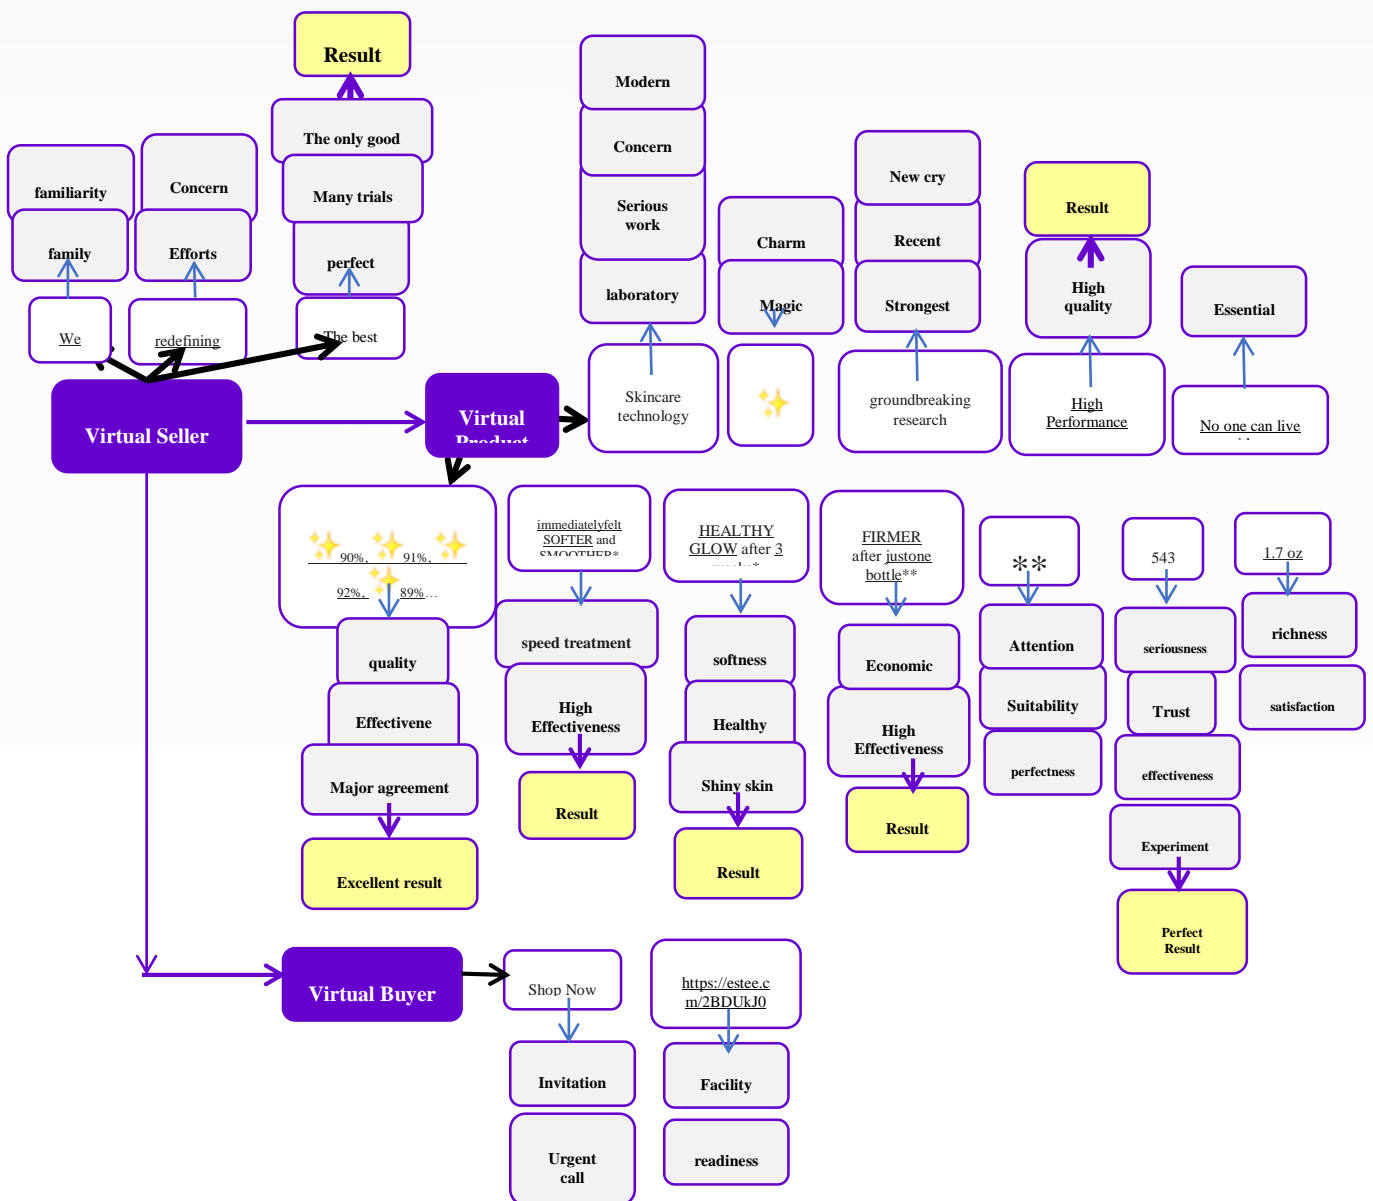 Result
The only good
Many trials
perfect
The best
familiarity
family
We
Concern
Efforts
redefining
Modern
Concern
Serious
work
laboratory
Skincare
technology
Charm
Magic
✨
New cry
Recent
Strongest
groundbreaking
research
Result
High
quality
High
Performance
Essential
No one can live
Virtual Seller
Virtual
Product
✨90%, ✨91%, ✨
92%, ✨89%…
quality
Effectivene
Major agreement
Excellent result
immediatelyfelt
SOFTER and
SMOOTHER*
speed treatment
High
Effectiveness
Result
HEALTHY
GLOW after 3
weeks*
softness
Healthy
Shiny skin
Result
FIRMER
after justone
bottle**
Economic
High
Effectiveness
Result
**
Attention
Suitability
perfectness
543
seriousness
Trust
effectiveness
Experiment
Perfect
Result
1.7 oz
richness
satisfaction
Virtual Buyer
Shop Now
Invitation
Urgent
call
https://estee.c
m/2BDUkJ0
Facility
readiness